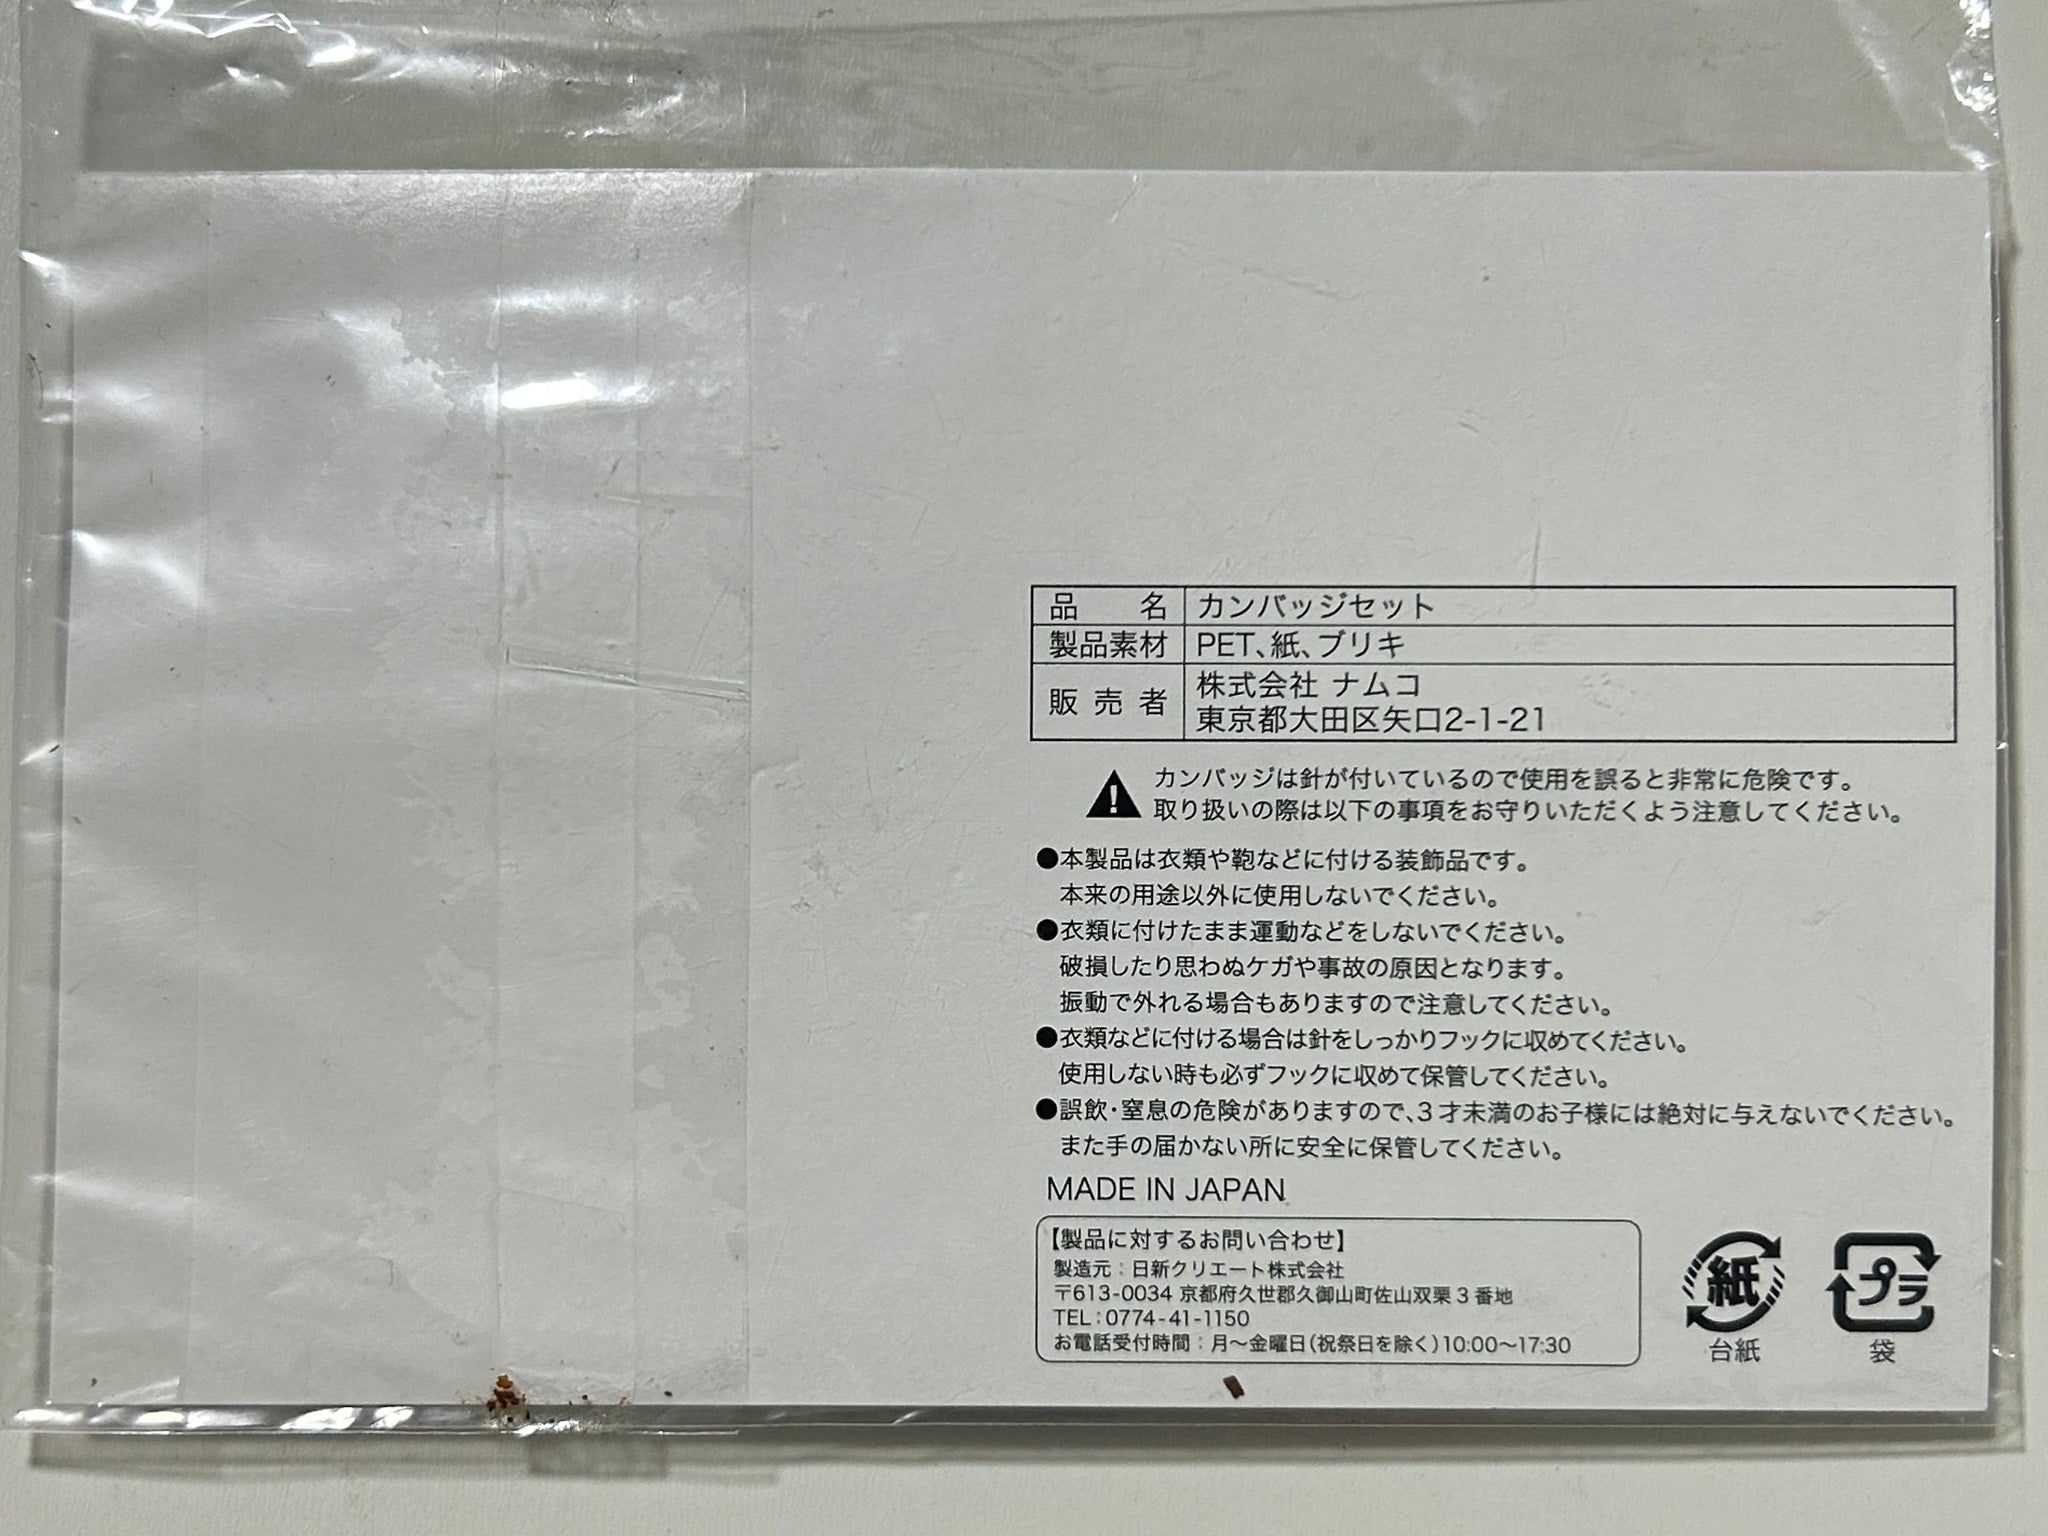 品名 カンバッジセット
製品素材 PET、紙、ブリキ
販売者 株式会社 ナムコ
東京都大田区矢口2-1-21
カンバッジは針が付いているので使用を誤ると非常に危険です。
取り扱いの際は以下の事項をお守りいただくよう注意してください。
●本製品は衣類や鞄などに付ける装飾品です。
本来の用途以外に使用しないでください。
●衣類に付けたまま運動などをしないでください。
破損したり思わぬケガや事故の原因となります。
振動で外れる場合もありますので注意してください。
●衣類などに付ける場合は針をしっかりフックに収めてください。
使用しない時も必ずフックに収めて保管してください。
●誤飲・窒息の危険がありますので、3才未満のお子様には絶対に与えないでください。
また手の届かない所に安全に保管してください。
MADE IN JAPAN
【製品に対するお問い合わせ】
製造元：日新クリエート株式会社
〒613-0034 京都府久世郡久御山町佐山双栗3番地
TEL：0774-41-1150
お電話受付時間：月〜金曜日（祝祭日を除く）10:00〜17:30
紙
台紙
プラ
袋